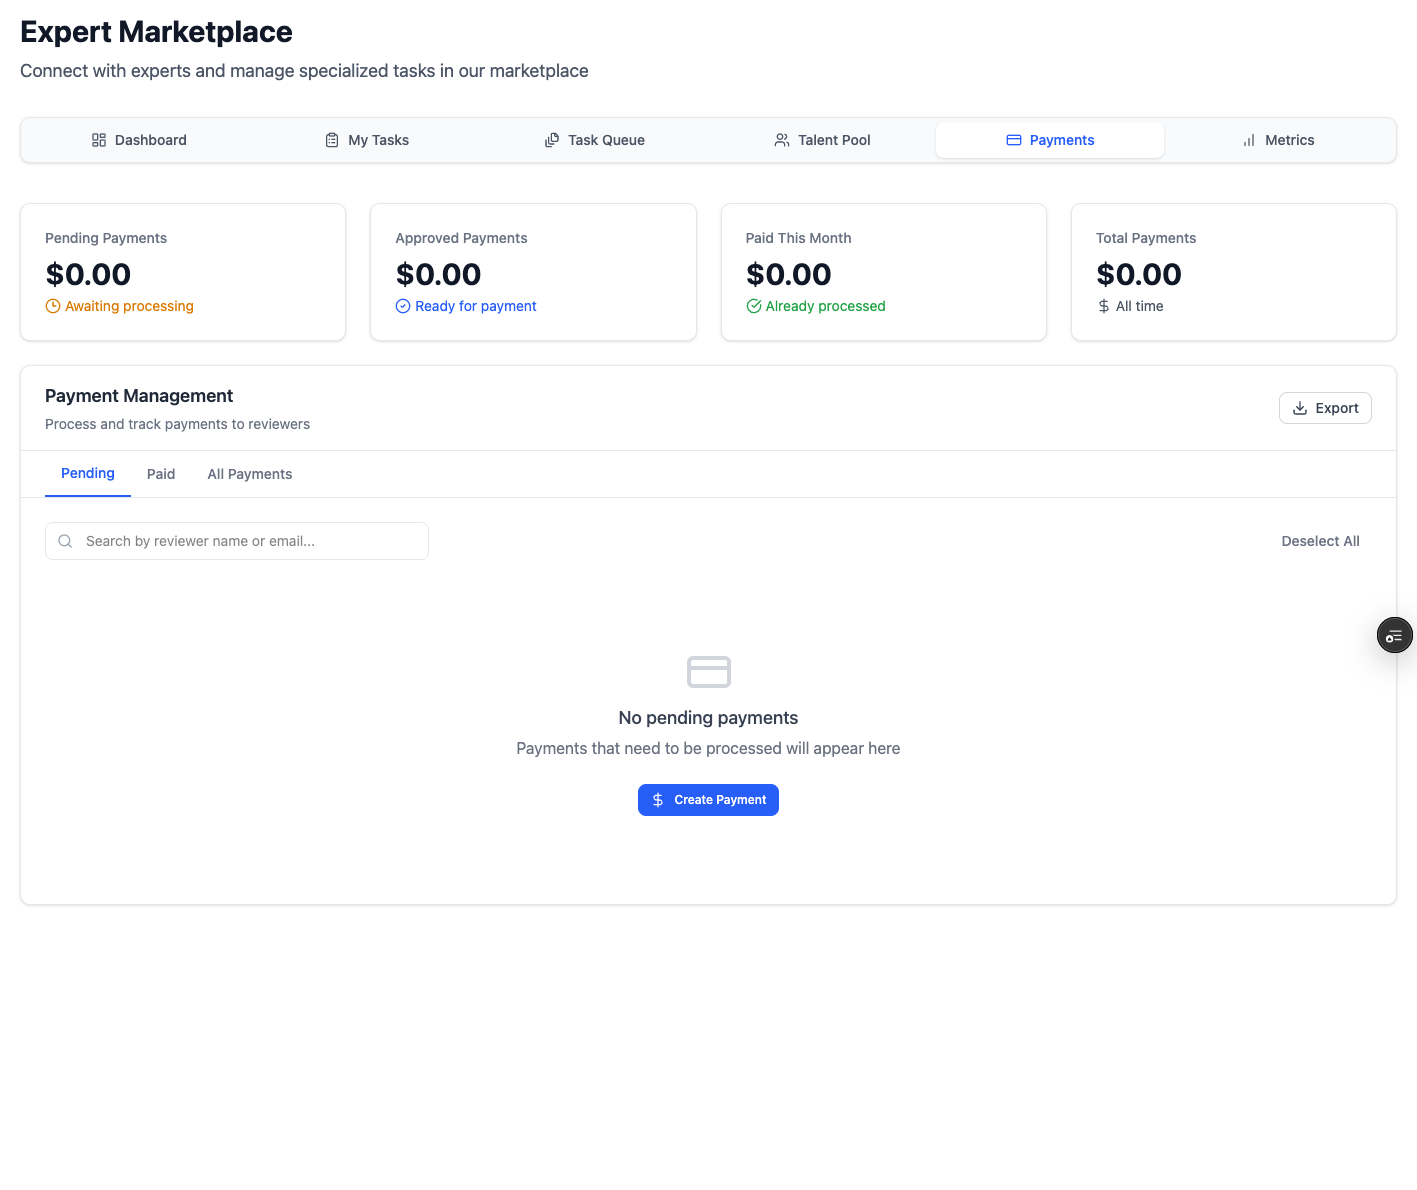 Expert Marketplace
Connect with experts and manage specialized tasks in our marketplace
Dashboard
My Tasks
Task Queue
Talent Pool
Payments
Metrics
Pending Payments
$0.00
Awaiting processing
Approved Payments
$0.00
Ready for payment
Paid This Month
$0.00
Already processed
Total Payments
$0.00
All time
Payment Management
Process and track payments to reviewers
Export
Pending
Paid
All Payments
Search by reviewer name or email...
Deselect All
No pending payments
Payments that need to be processed will appear here
Create Payment